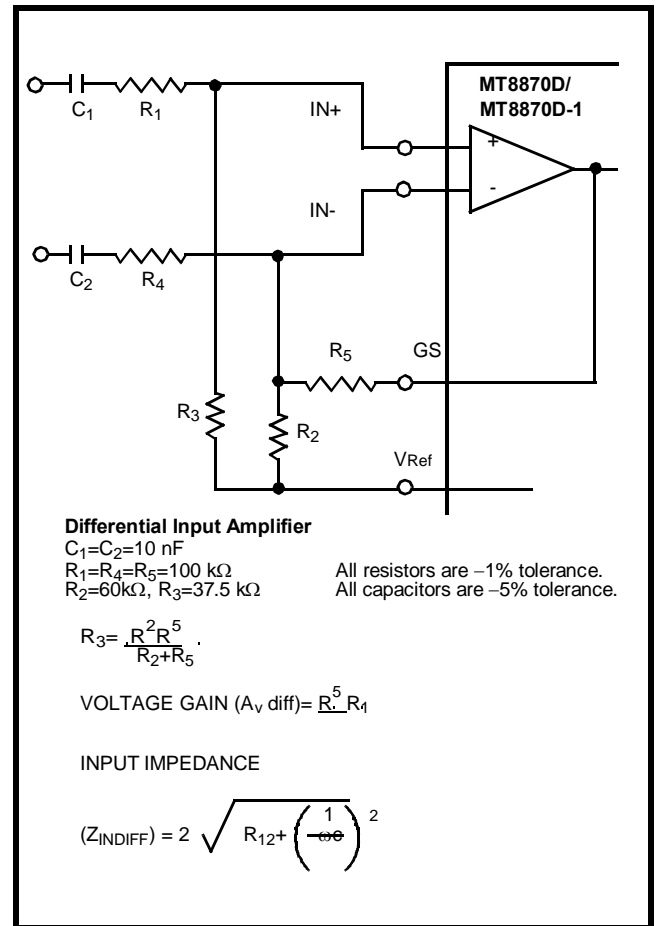 MT8870D/
MT8870D-1
C1 R1 IN+
+
-
IN-
C2 R4
R5 GS
R3 R2
VRef
Differential Input Amplifier
C1=C2=10 nF
R1=R4=R5=100 kΩ All resistors are –1% tolerance.
R2=60kΩ, R3=37.5 kΩ All capacitors are –5% tolerance.
R3= R2R5 .
R2+R5
VOLTAGE GAIN (Av diff)= R5 R1
INPUT IMPEDANCE
(ZINDIFF) = 2 √ R12+ (1 / ωc) 2